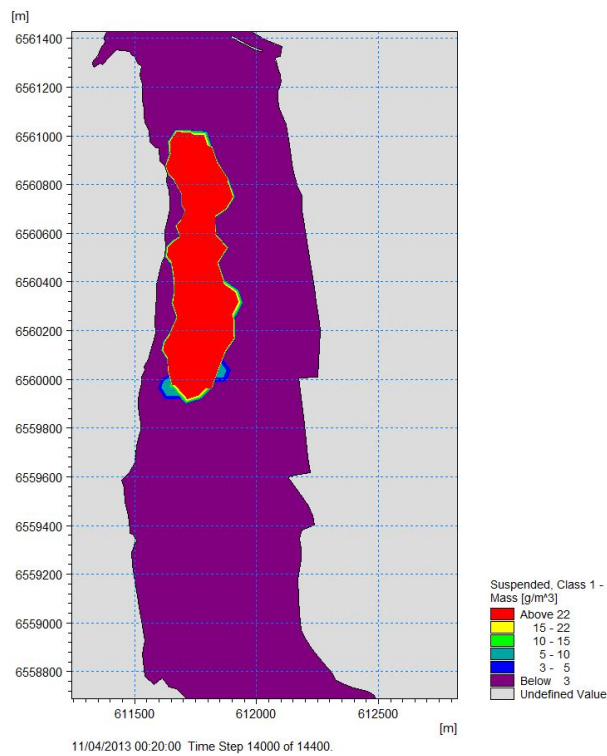 [m]
6561400
6561200
6561000
6560800
6560600
6560400
6560200
6560000
6559800
6559600
6559400
6559200
6559000
6558800
611500 612000 612500
[m]
Suspended, Class 1 -
Mass [g/m^3]
Above 22
15 - 22
10 - 15
5 - 10
3 - 5
Below 3
Undefined Value
11/04/2013 00:20:00 Time Step 14000 of 14400.